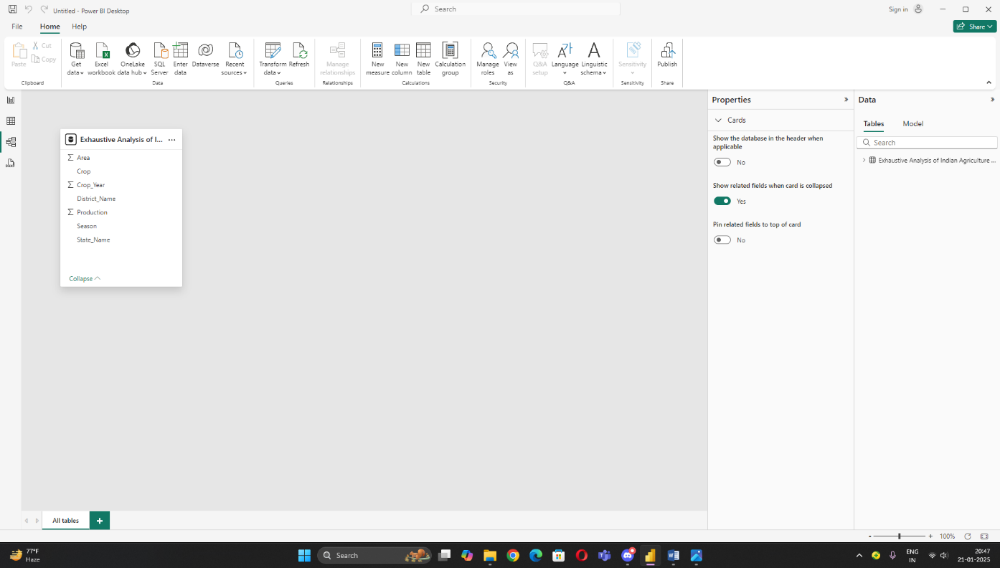 Untitled - Power BI Desktop
Search
Sign in
File
Home
Help
Share
Paste
Cut
Copy
Clipboard
Get data
Excel workbook
OneLake data hub
SQL Server
Enter data
Dataverse
Recent sources
Data
Transform data
Refresh
Queries
Manage relationships
Relationships
New measure
New column
New table
Calculation group
Calculations
Manage roles
View as
Security
Q&A setup
Language
Linguistic schema
Q&A
Sensitivity
Sensitivity
Publish
Share
Exhaustive Analysis of I...
Area
Crop
Crop_Year
District_Name
Production
Season
State_Name
Collapse
Properties
Cards
Show the database in the header when
applicable
No
Show related fields when card is collapsed
Yes
Pin related fields to top of card
No
Data
Tables
Model
Search
Exhaustive Analysis of Indian Agriculture ...
All tables
+
- + 100%
77°F
Haze
Search
ENG
IN
20:47
21-01-2025